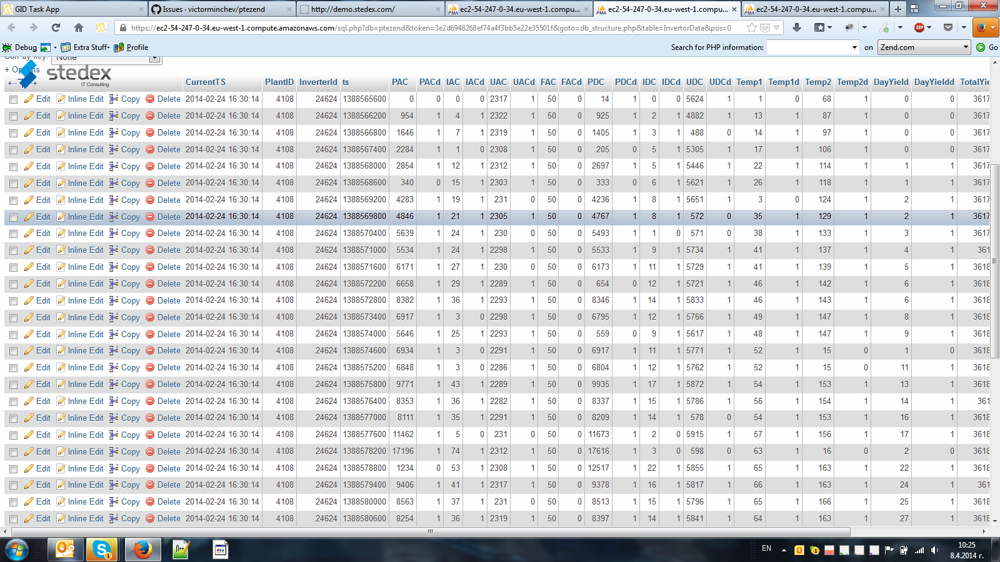 GID Task App
Issues · victorminchev/ptezend
http://demo.stedex.com/
ec2-54-247-0-34.eu-west-1.compu...
ec2-54-247-0-34.eu-west-1.compu...
ec2-54-247-0-34.eu-west-1.compu...
https://ec2-54-247-0-34.eu-west-1.compute.amazonaws.com/sql.php?db=ptezend&token=3e2d6948268ef74a4f3bb5e22e35501f&goto=db_structure.php&table=InvertorData&pos=0
Debug Extra Stuff Profile Search for PHP information: on Zend.com Go
Sort by key: None
+ Options
stedex
IT Consulting
CurrentTS PlantID InverterId ts PAC PACd IAC IACd UAC UACd FAC FACd PDC PDCd IDC IDCd UDC UDCd Temp1 Temp1d Temp2 Temp2d DayYield DayYieldd TotalYie
Edit Inline Edit Copy Delete 2014-02-24 16:30:14 4108 24624 1388565600 0 0 0 0 2317 1 50 0 14 1 0 0 5624 1 1 0 68 1 0 0 3617
Edit Inline Edit Copy Delete 2014-02-24 16:30:14 4108 24624 1388566200 954 1 4 1 2322 1 50 0 925 1 2 1 4882 1 13 1 87 1 0 0 3617
Edit Inline Edit Copy Delete 2014-02-24 16:30:14 4108 24624 1388566800 1646 1 7 1 2319 1 50 0 1405 1 3 1 488 0 14 1 97 1 0 0 3617
Edit Inline Edit Copy Delete 2014-02-24 16:30:14 4108 24624 1388567400 2284 1 1 0 2308 1 50 0 205 0 5 1 5305 1 17 1 106 1 0 0 3617
Edit Inline Edit Copy Delete 2014-02-24 16:30:14 4108 24624 1388568000 2854 1 12 1 2312 1 50 0 2697 1 5 1 5446 1 22 1 114 1 1 1 3617
Edit Inline Edit Copy Delete 2014-02-24 16:30:14 4108 24624 1388568600 340 0 15 1 2303 1 50 0 333 0 6 1 5621 1 26 1 118 1 1 1 3617
Edit Inline Edit Copy Delete 2014-02-24 16:30:14 4108 24624 1388569200 4283 1 19 1 231 0 50 0 4236 1 8 1 5651 1 3 0 124 1 2 1 3617
Edit Inline Edit Copy Delete 2014-02-24 16:30:14 4108 24624 1388569800 4846 1 21 1 2305 1 50 0 4767 1 8 1 572 0 35 1 129 1 2 1 3617
Edit Inline Edit Copy Delete 2014-02-24 16:30:14 4108 24624 1388570400 5639 1 24 1 230 0 50 0 5493 1 1 0 571 0 38 1 133 1 3 1 3617
Edit Inline Edit Copy Delete 2014-02-24 16:30:14 4108 24624 1388571000 5534 1 24 1 2298 1 50 0 5533 1 9 1 5734 1 41 1 137 1 4 1 361
Edit Inline Edit Copy Delete 2014-02-24 16:30:14 4108 24624 1388571600 6171 1 27 1 230 0 50 0 6173 1 11 1 5729 1 41 1 139 1 5 1 3618
Edit Inline Edit Copy Delete 2014-02-24 16:30:14 4108 24624 1388572200 6658 1 29 1 2289 1 50 0 654 0 12 1 5721 1 46 1 142 1 6 1 3618
Edit Inline Edit Copy Delete 2014-02-24 16:30:14 4108 24624 1388572800 8382 1 36 1 2293 1 50 0 8346 1 14 1 5833 1 46 1 143 1 6 1 3618
Edit Inline Edit Copy Delete 2014-02-24 16:30:14 4108 24624 1388573400 6917 1 3 0 2298 1 50 0 6795 1 12 1 5766 1 49 1 147 1 8 1 3618
Edit Inline Edit Copy Delete 2014-02-24 16:30:14 4108 24624 1388574000 5646 1 25 1 2293 1 50 0 559 0 9 1 5617 1 48 1 147 1 9 1 3618
Edit Inline Edit Copy Delete 2014-02-24 16:30:14 4108 24624 1388574600 6934 1 3 0 2291 1 50 0 6917 1 11 1 5771 1 52 1 15 0 1 0 3618
Edit Inline Edit Copy Delete 2014-02-24 16:30:14 4108 24624 1388575200 6848 1 3 0 2286 1 50 0 6804 1 12 1 5762 1 52 1 15 0 11 1 3618
Edit Inline Edit Copy Delete 2014-02-24 16:30:14 4108 24624 1388575800 9771 1 43 1 2289 1 50 0 9935 1 17 1 5872 1 54 1 153 1 13 1 3618
Edit Inline Edit Copy Delete 2014-02-24 16:30:14 4108 24624 1388576400 8353 1 36 1 2282 1 50 0 8337 1 15 1 5786 1 56 1 154 1 14 1 361
Edit Inline Edit Copy Delete 2014-02-24 16:30:14 4108 24624 1388577000 8111 1 35 1 2291 1 50 0 8209 1 14 1 578 0 54 1 153 1 16 1 3618
Edit Inline Edit Copy Delete 2014-02-24 16:30:14 4108 24624 1388577600 11462 1 5 0 231 0 50 0 11673 1 2 0 5915 1 57 1 156 1 17 1 3618
Edit Inline Edit Copy Delete 2014-02-24 16:30:14 4108 24624 1388578200 17196 1 74 1 2312 1 50 0 17616 1 3 0 598 0 63 1 16 0 2 0 3618
Edit Inline Edit Copy Delete 2014-02-24 16:30:14 4108 24624 1388578800 1234 0 53 1 2308 1 50 0 12517 1 22 1 5855 1 65 1 163 1 22 1 3618
Edit Inline Edit Copy Delete 2014-02-24 16:30:14 4108 24624 1388579400 9406 1 41 1 2317 1 50 0 9378 1 16 1 5817 1 66 1 163 1 24 1 361
Edit Inline Edit Copy Delete 2014-02-24 16:30:14 4108 24624 1388580000 8563 1 37 1 231 0 50 0 8513 1 15 1 5796 1 65 1 166 1 25 1 3618
Edit Inline Edit Copy Delete 2014-02-24 16:30:14 4108 24624 1388580600 8254 1 36 1 2319 1 50 0 8397 1 14 1 5841 1 64 1 163 1 27 1 3618
EN
10:25
8.4.2014 г.